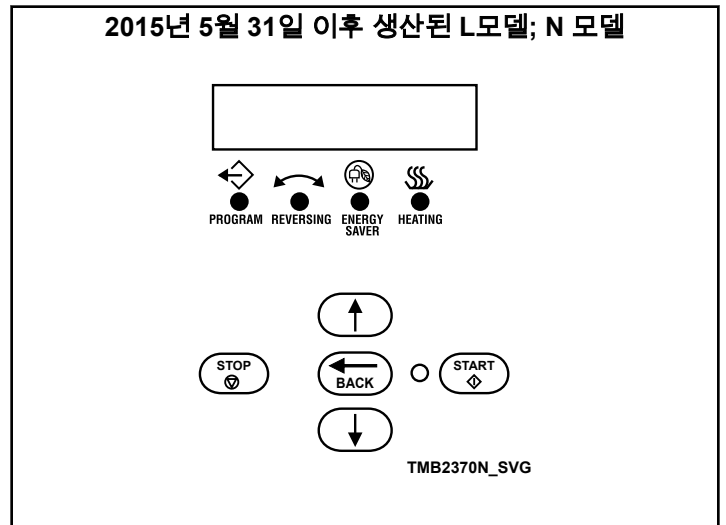 2015년 5월 31일 이후 생산된 L모델; N 모델
PROGRAM REVERSING ENERGY SAVER HEATING
STOP
BACK
START
TMB2370N_SVG